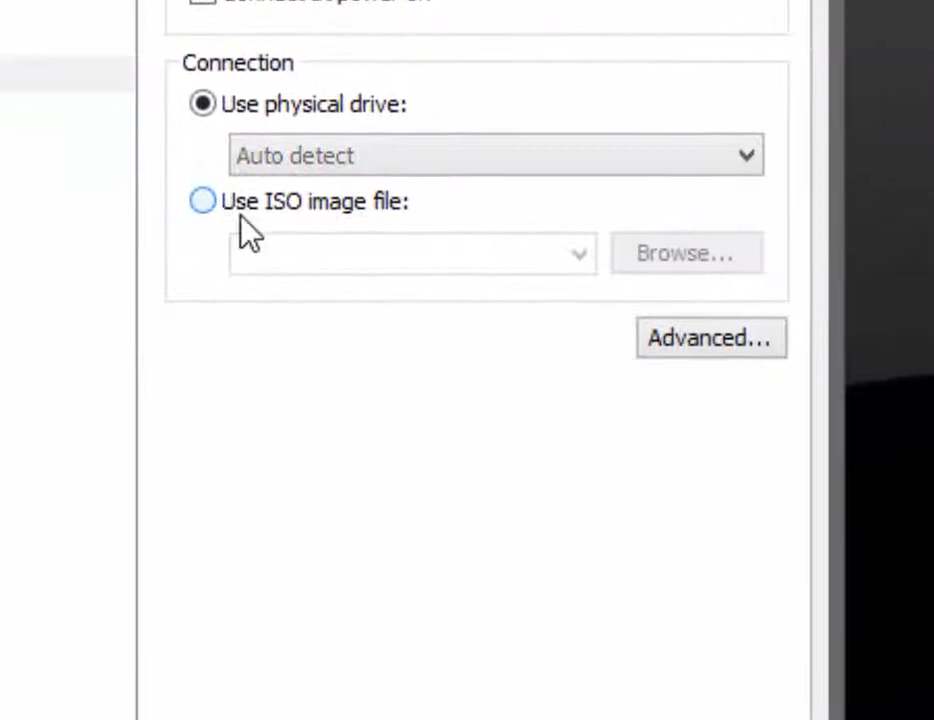 Connection
Use physical drive:
Auto detect
Use ISO image file:
Browse...
Advanced...